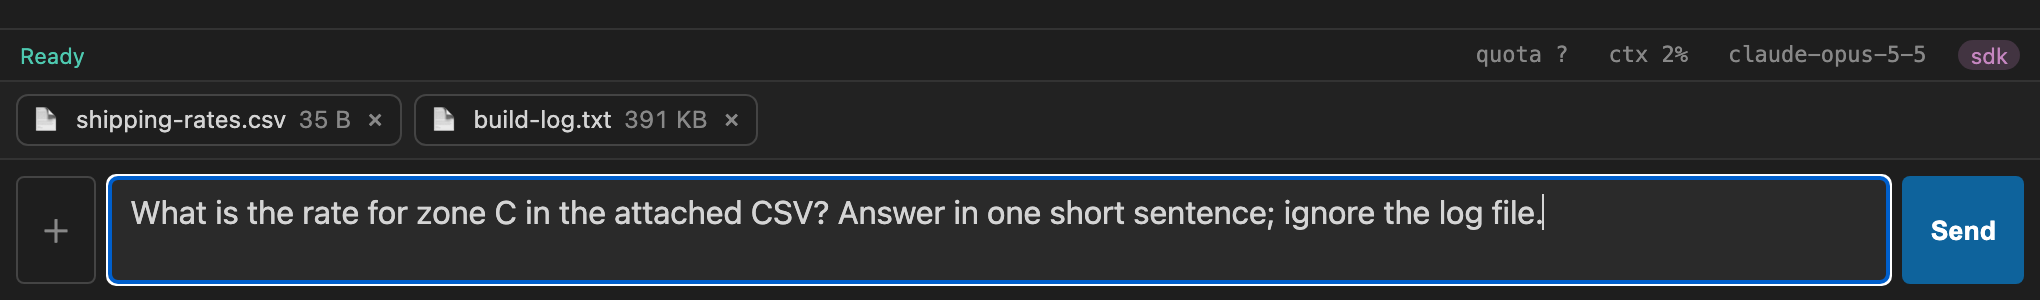 Ready quota ? ctx 2% claude-opus-5-5 sdk
shipping-rates.csv 35 B × build-log.txt 391 KB ×
+ What is the rate for zone C in the attached CSV? Answer in one short sentence; ignore the log file. Send